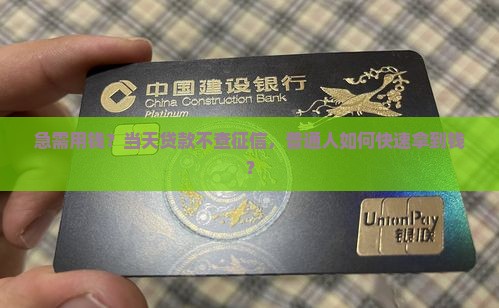 中国建设银行
China Construction Bank
Platinum
急需用钱！当天贷款不查征信，普通人如何快速拿到钱
？
UnionPay
银联